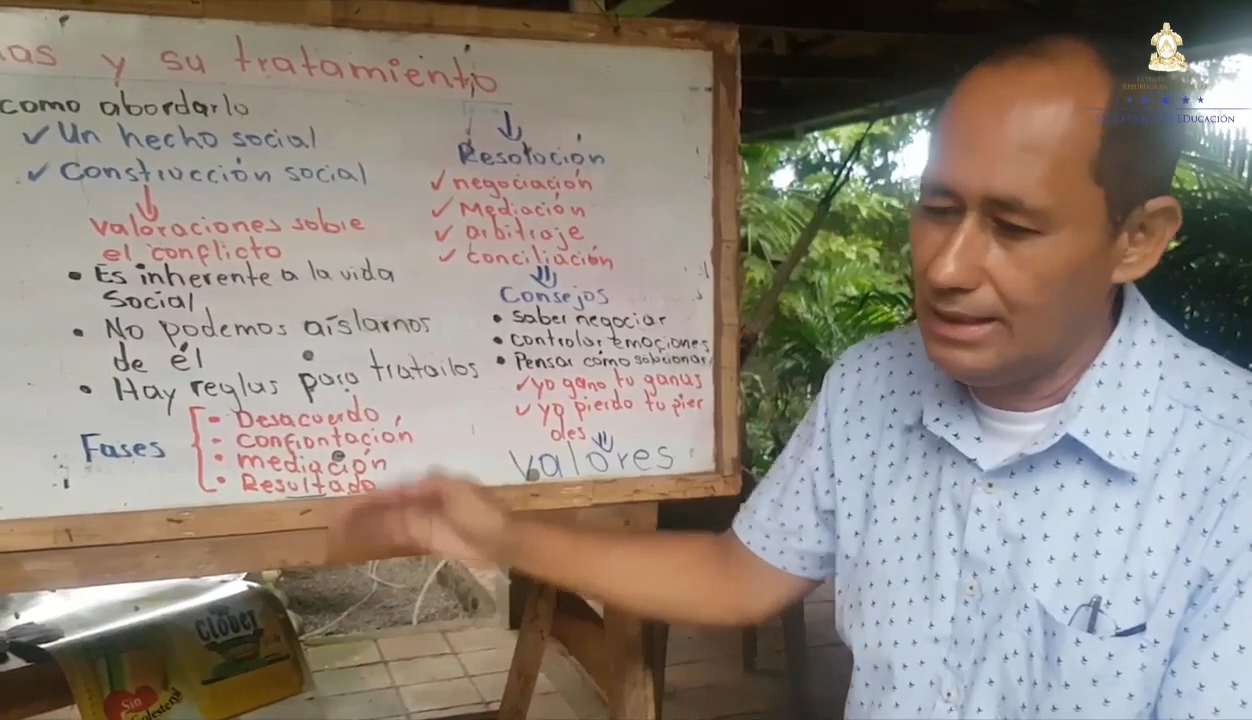 as y su tratamiento
como abordarlo
✓ Un hecho social
✓ Construcción social
valoraciones sobre
el conflicto
• Es inherente a la vida
Social
• No podemos aislarnos
de él
• Hay reglas para tratarlos
Fases
- Desacuerdo
- confrontación
• mediación
• Resultado
Resolución
✓ negociación
✓ Mediación
✓ arbitraje
✓ conciliación
Consejos
• saber negociar
• controlar emociones
• Pensar cómo solucionar
✓ yo gano tu ganas
✓ yo pierdo tu pier
des
valores
Clover
Sin
Colesterol